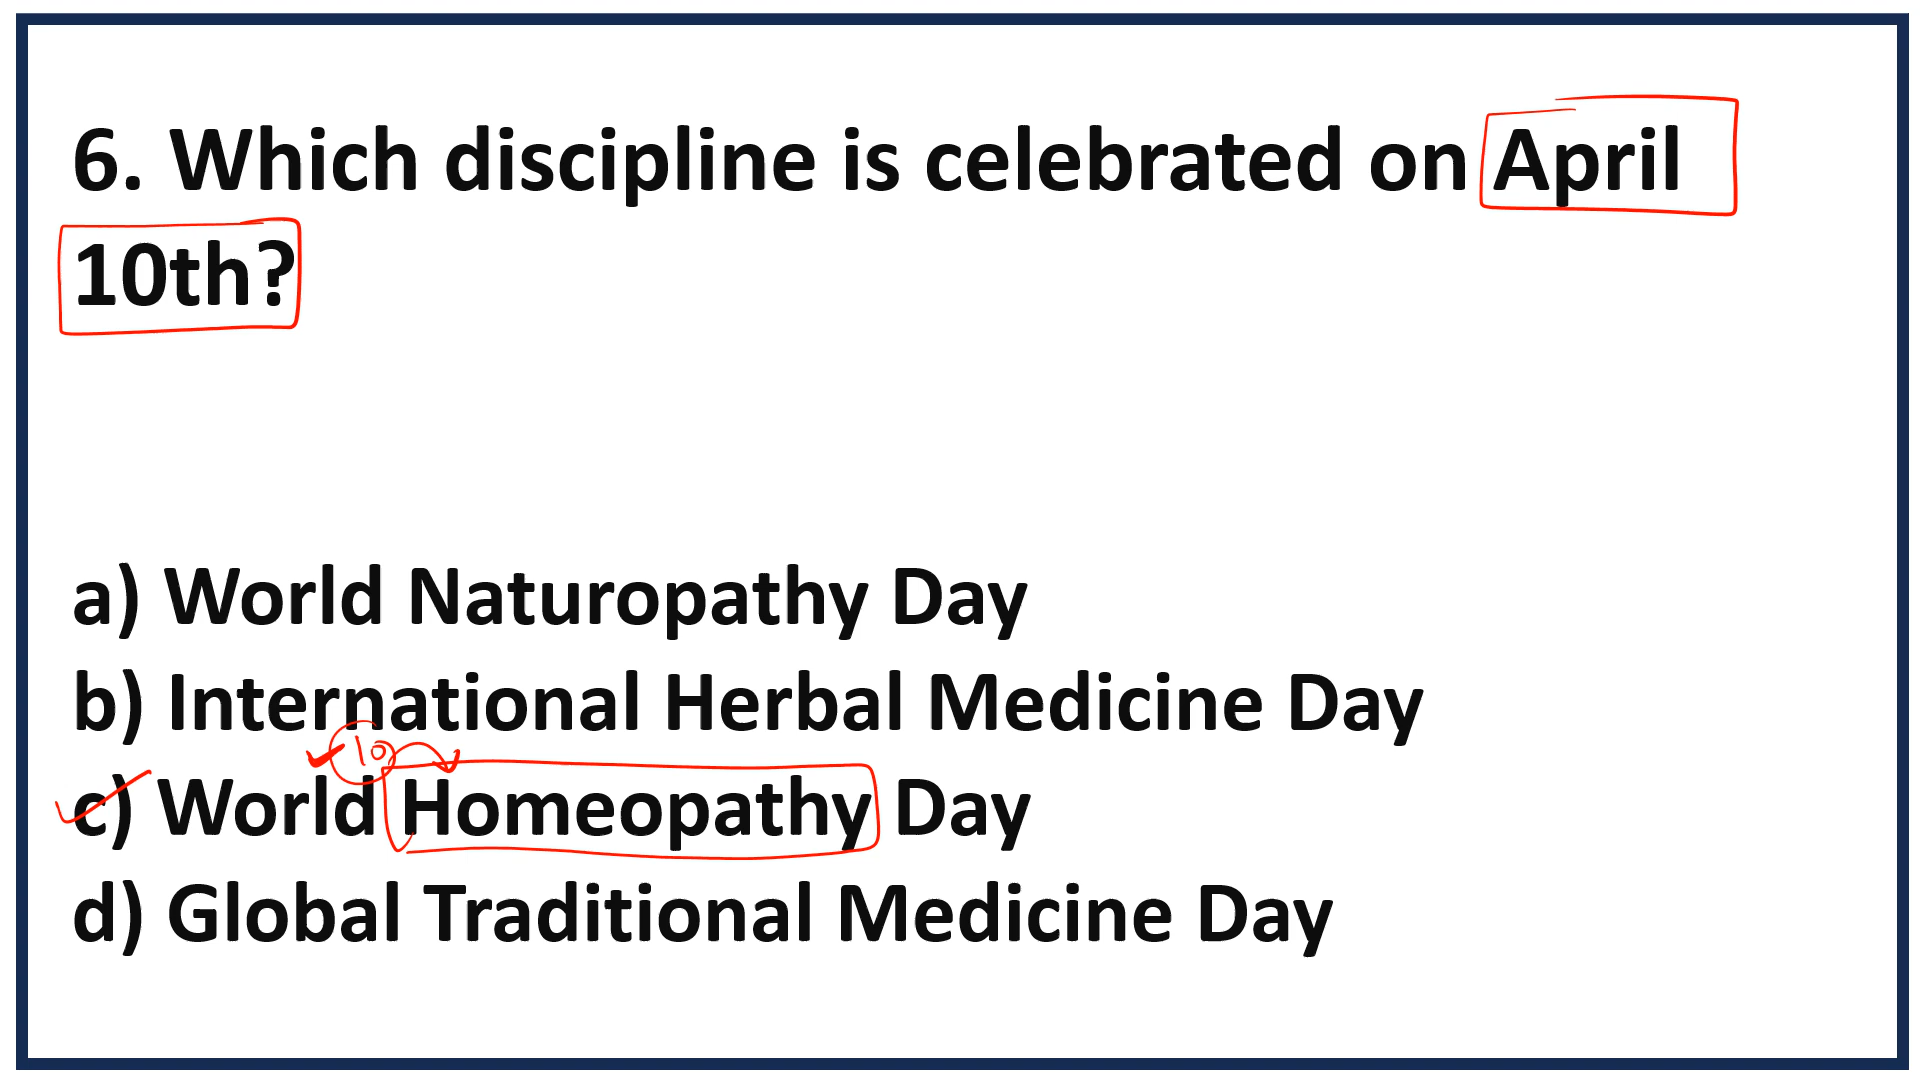 6. Which discipline is celebrated on April
10th?
a) World Naturopathy Day
b) International Herbal Medicine Day
10
c) World Homeopathy Day
d) Global Traditional Medicine Day